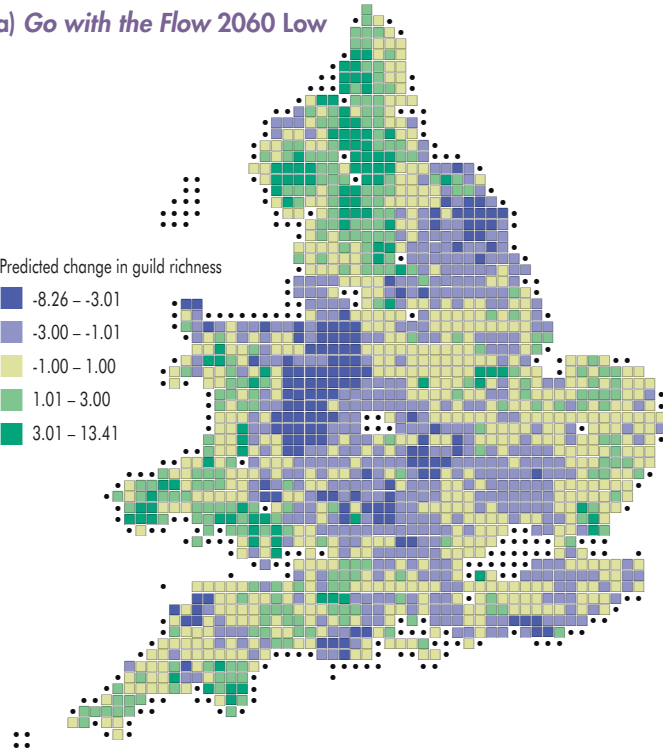 a) Go with the Flow 2060 Low
Predicted change in guild richness
-8.26 – -3.01
-3.00 – -1.01
-1.00 – 1.00
1.01 – 3.00
3.01 – 13.41